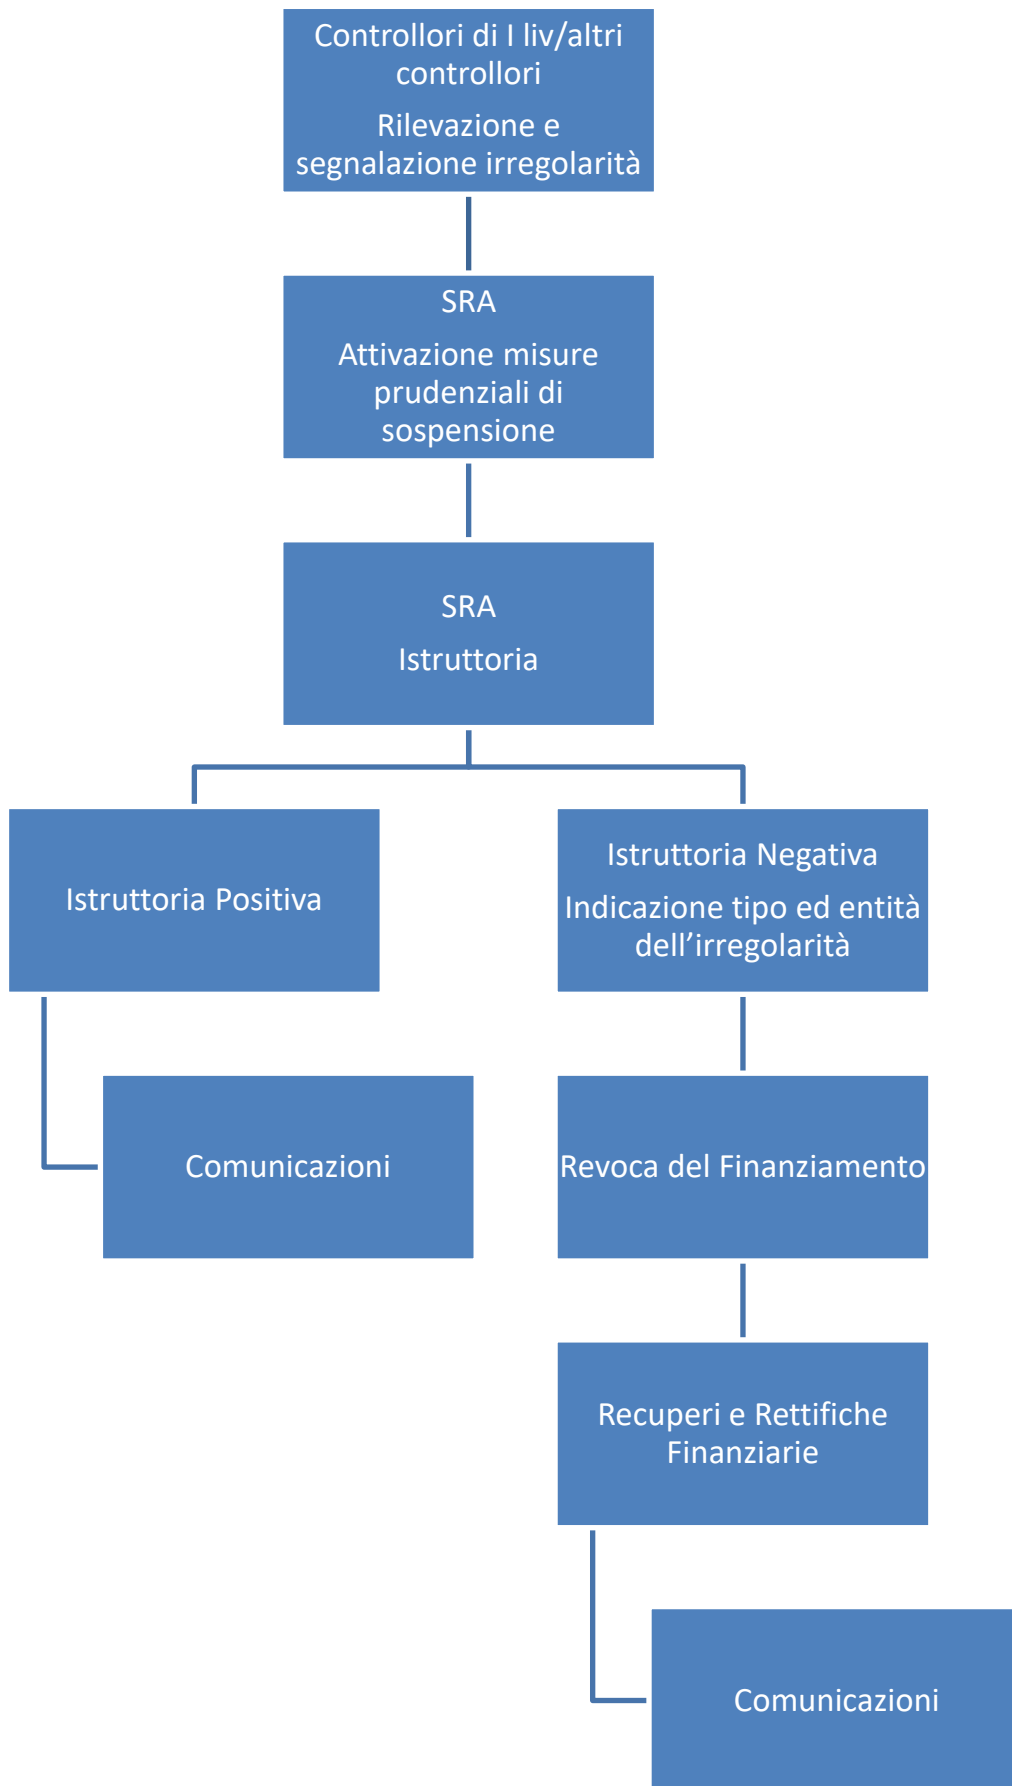 Controllori di I liv/altri
controllori
Rilevazione e
segnalazione irregolarità
SRA
Attivazione misure
prudenziali di
sospensione
SRA
Istruttoria
Istruttoria Positiva
Istruttoria Negativa
Indicazione tipo ed entità
dell’irregolarità
Comunicazioni
Revoca del Finanziamento
Recuperi e Rettifiche
Finanziarie
Comunicazioni